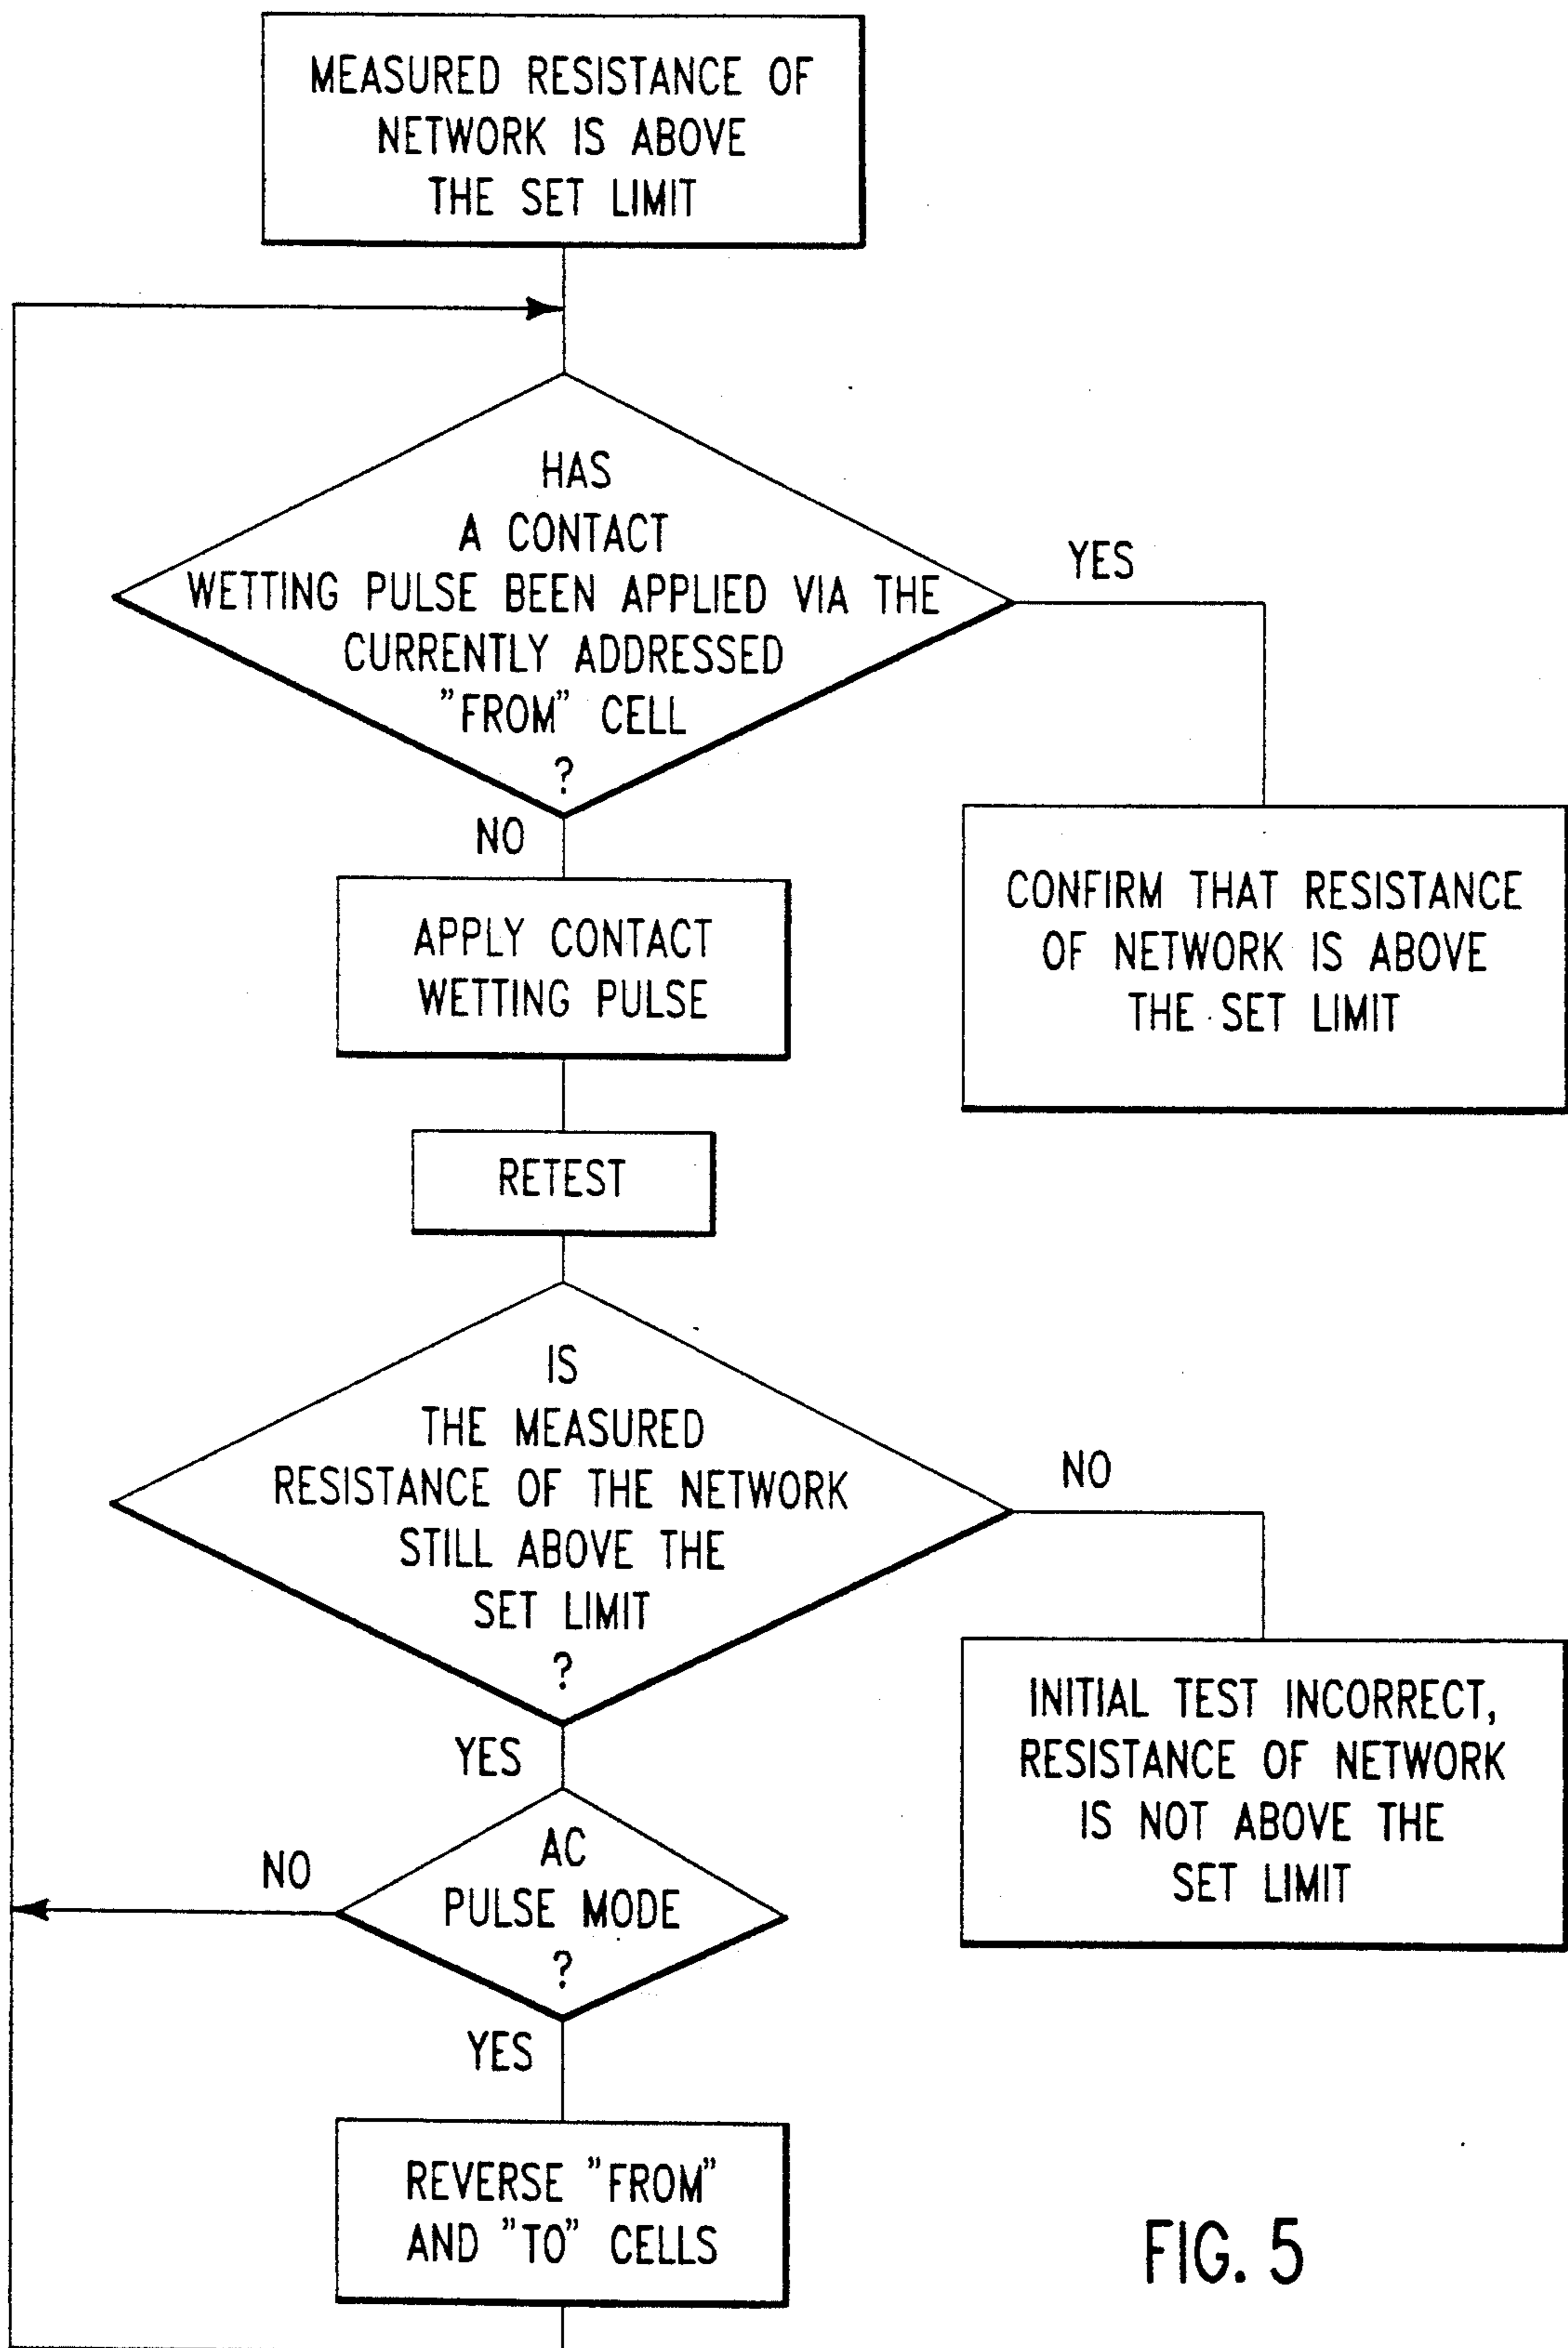 MEASURED RESISTANCE OF
NETWORK IS ABOVE
THE SET LIMIT
HAS
A CONTACT
WETTING PULSE BEEN APPLIED VIA THE
CURRENTLY ADDRESSED
"FROM" CELL
?
YES
NO
CONFIRM THAT RESISTANCE
OF NETWORK IS ABOVE
THE SET LIMIT
APPLY CONTACT
WETTING PULSE
RETEST
IS
THE MEASURED
RESISTANCE OF THE NETWORK
STILL ABOVE THE
SET LIMIT
?
NO
YES
INITIAL TEST INCORRECT,
RESISTANCE OF NETWORK
IS NOT ABOVE THE
SET LIMIT
AC
PULSE MODE
?
NO
YES
REVERSE "FROM"
AND "TO" CELLS
FIG. 5